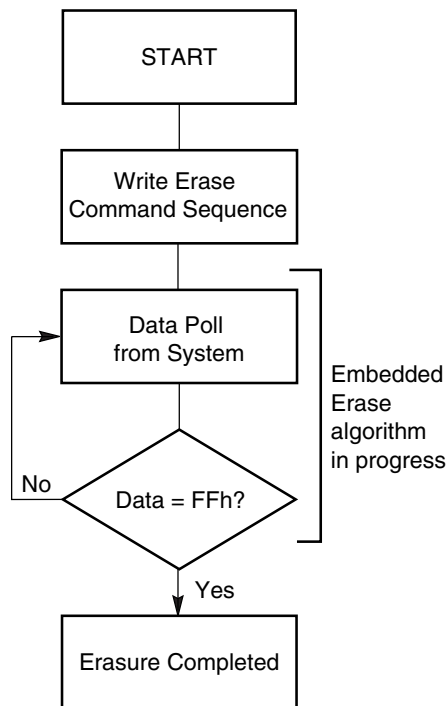 START
Write Erase
Command Sequence
Data Poll
from System
Embedded
Erase
algorithm
in progress
No
Data = FFh?
Yes
Erasure Completed